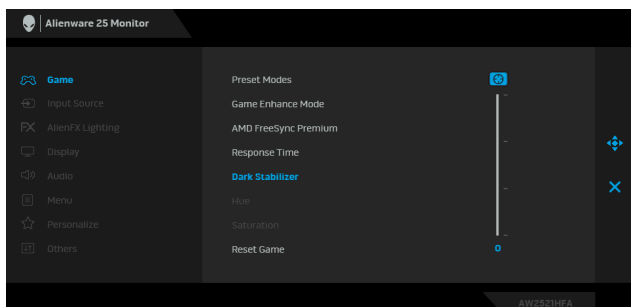 Alienware 25 Monitor
Game
Input Source
FX AlienFX Lighting
Display
Audio
Menu
Personalize
Others
Preset Modes
Game Enhance Mode
AMD FreeSync Premium
Response Time
Dark Stabilizer
Hue
Saturation
Reset Game
0
AW2521HFA